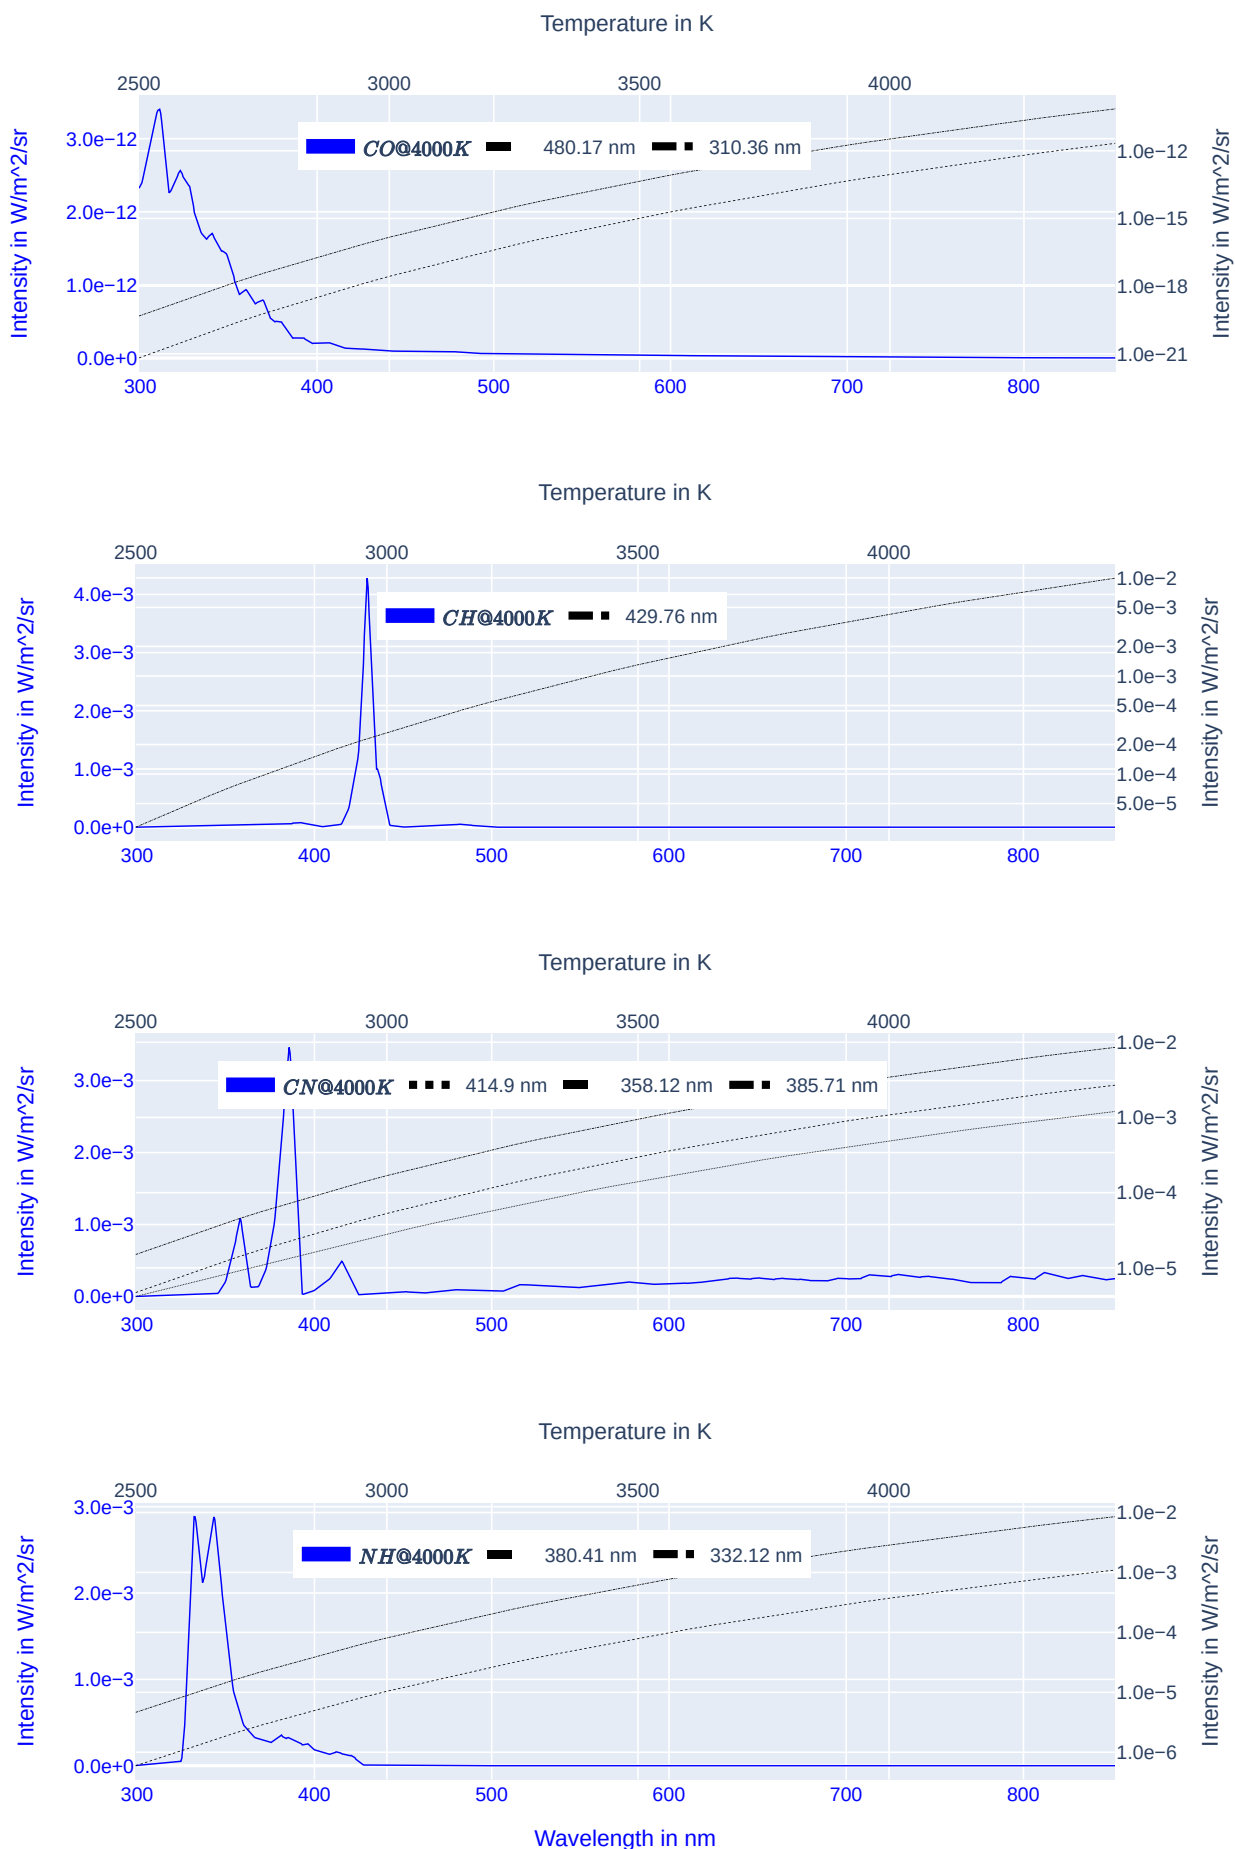 Temperature in K
2500 3000 3500 4000
CO@4000K 480.17 nm 310.36 nm
Intensity in W/m^2/sr
3.0e−12
2.0e−12
1.0e−12
0.0e+0
1.0e−12
1.0e−15
1.0e−18
1.0e−21
Intensity in W/m^2/sr
300 400 500 600 700 800
Temperature in K
2500 3000 3500 4000
CH@4000K 429.76 nm
Intensity in W/m^2/sr
4.0e−3
3.0e−3
2.0e−3
1.0e−3
0.0e+0
1.0e−2
5.0e−3
2.0e−3
1.0e−3
5.0e−4
2.0e−4
1.0e−4
5.0e−5
Intensity in W/m^2/sr
300 400 500 600 700 800
Temperature in K
2500 3000 3500 4000
CN@4000K 414.9 nm 358.12 nm 385.71 nm
Intensity in W/m^2/sr
3.0e−3
2.0e−3
1.0e−3
0.0e+0
1.0e−2
1.0e−3
1.0e−4
1.0e−5
Intensity in W/m^2/sr
300 400 500 600 700 800
Temperature in K
2500 3000 3500 4000
NH@4000K 380.41 nm 332.12 nm
Intensity in W/m^2/sr
3.0e−3
2.0e−3
1.0e−3
0.0e+0
1.0e−2
1.0e−3
1.0e−4
1.0e−5
1.0e−6
Intensity in W/m^2/sr
300 400 500 600 700 800
Wavelength in nm